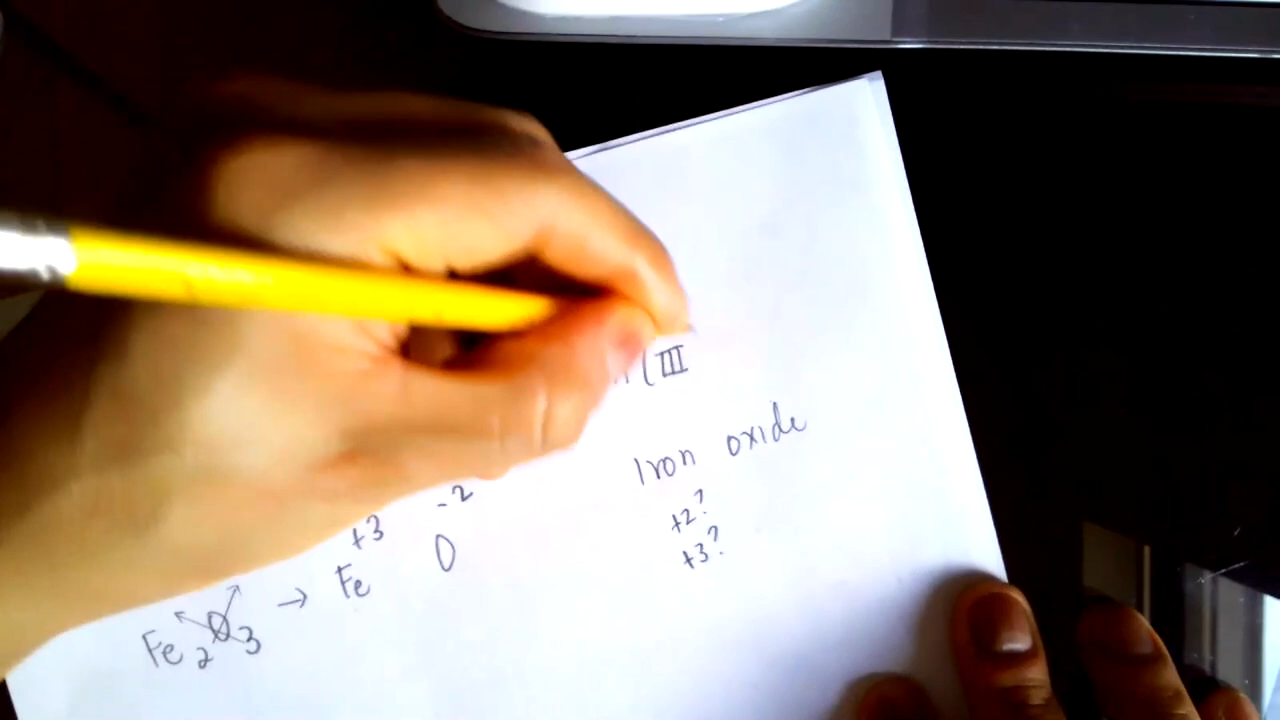 (III
Iron oxide
+2?
+3?
+3 -2
Fe O
Fe2O3 →